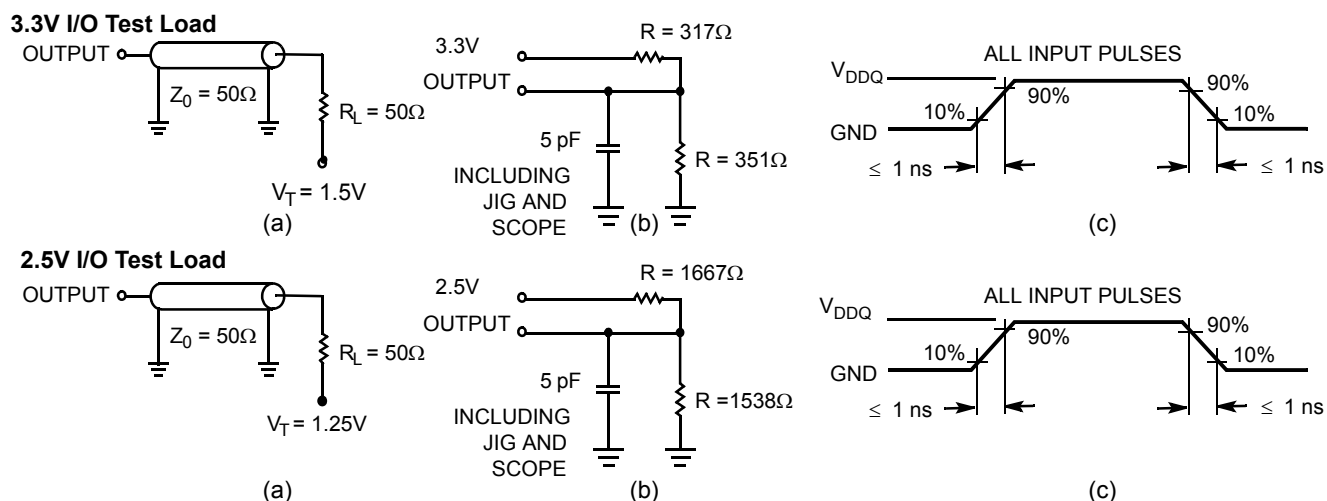 3.3V I/O Test Load
OUTPUT
Z0 = 50Ω
RL = 50Ω
VT = 1.5V
(a)
3.3V
OUTPUT
R = 317Ω
5 pF
R = 351Ω
INCLUDING
JIG AND
SCOPE
(b)
ALL INPUT PULSES
VDDQ
GND
10%
90%
90%
10%
≤ 1 ns
≤ 1 ns
(c)
2.5V I/O Test Load
OUTPUT
Z0 = 50Ω
RL = 50Ω
VT = 1.25V
(a)
2.5V
OUTPUT
R = 1667Ω
5 pF
R =1538Ω
INCLUDING
JIG AND
SCOPE
(b)
ALL INPUT PULSES
VDDQ
GND
10%
90%
90%
10%
≤ 1 ns
≤ 1 ns
(c)